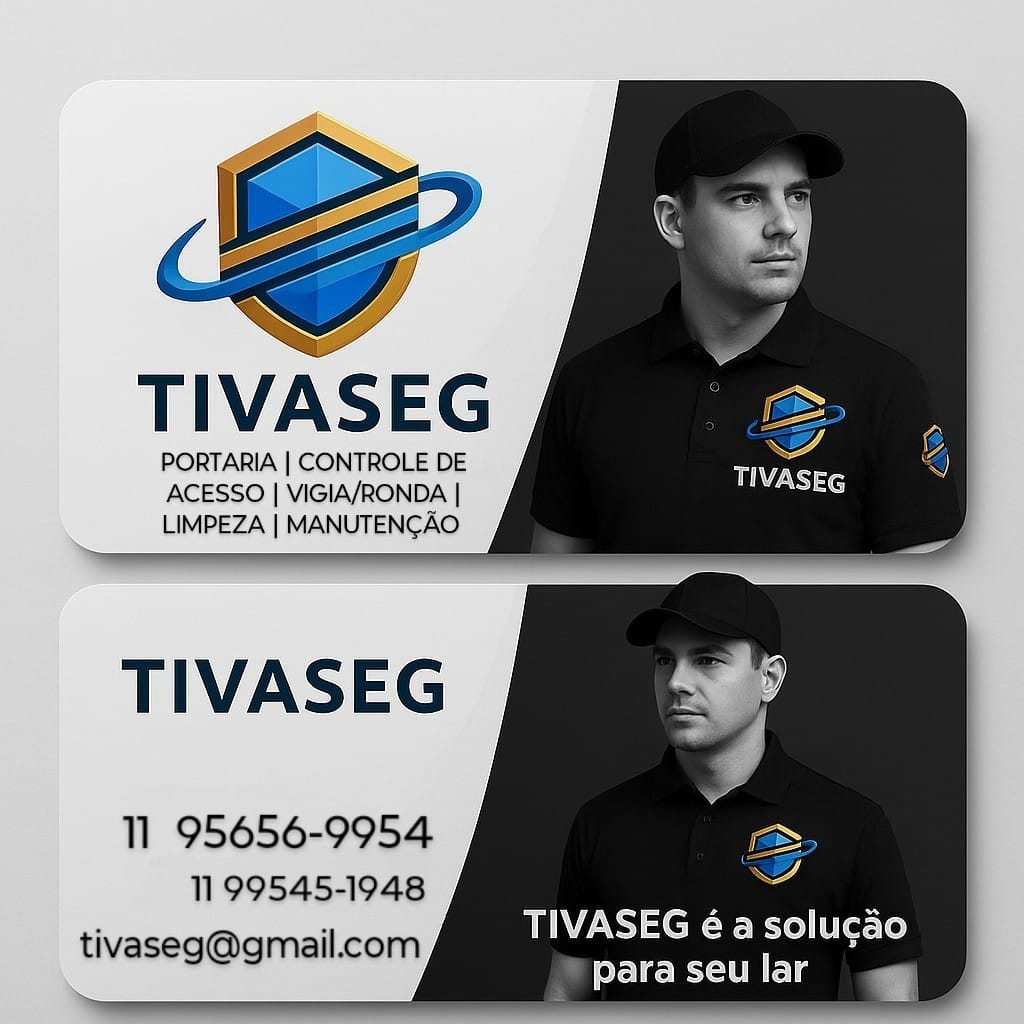 TIVASEG
PORTARIA | CONTROLE DE
ACESSO | VIGIA/RONDA |
LIMPEZA | MANUTENÇÃO
TIVASEG
TIVASEG
11 95656-9954
11 99545-1948
tivaseg@gmail.com
TIVASEG é a solução
para seu lar